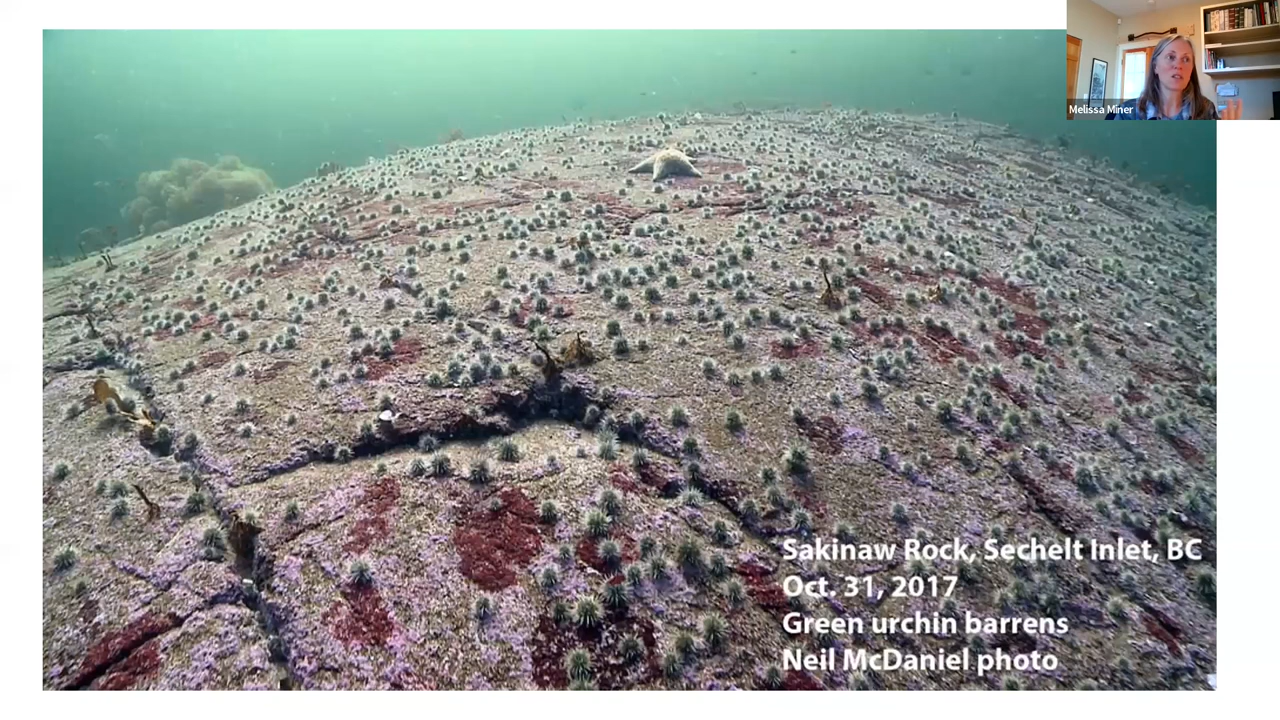 Melissa Miner
Sakinaw Rock, Sechelt Inlet, BC
Oct. 31, 2017
Green urchin barrens
Neil McDaniel photo